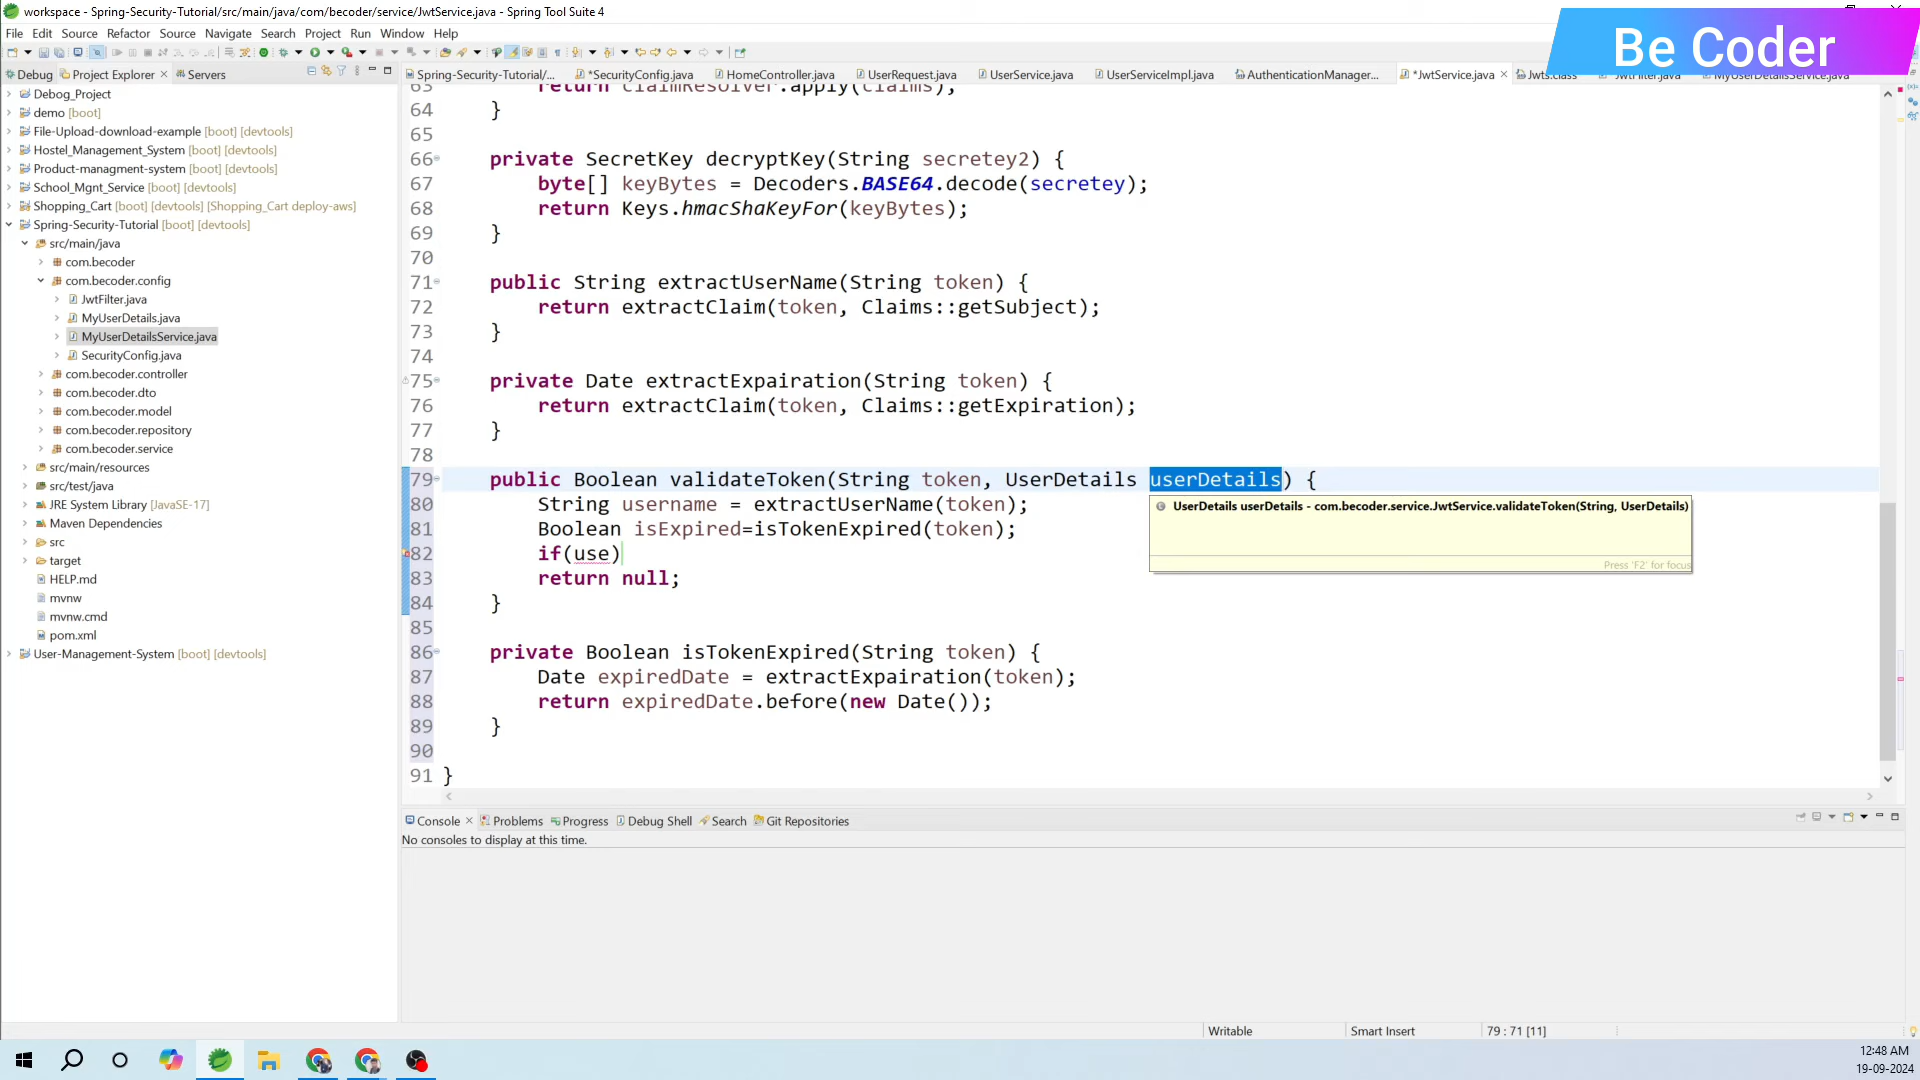 workspace - Spring-Security-Tutorial/src/main/java/com/becoder/service/JwtService.java - Spring Tool Suite 4
Be Coder
File Edit Source Refactor Source Navigate Search Project Run Window Help
Debug Project Explorer Servers
Spring-Security-Tutorial/... *SecurityConfig.java HomeController.java UserRequest.java UserService.java UserServiceImpl.java AuthenticationManager... *JwtService.java Jwts.class JwtFilter.java MyUserDetailsService.java
Debog_Project
demo [boot]
File-Upload-download-example [boot] [devtools]
Hostel_Management_System [boot] [devtools]
Product-managment-system [boot] [devtools]
School_Mgnt_Service [boot] [devtools]
Shopping_Cart [boot] [devtools] [Shopping_Cart deploy-aws]
Spring-Security-Tutorial [boot] [devtools]
src/main/java
com.becoder
com.becoder.config
JwtFilter.java
MyUserDetails.java
MyUserDetailsService.java
SecurityConfig.java
com.becoder.controller
com.becoder.dto
com.becoder.model
com.becoder.repository
com.becoder.service
src/main/resources
src/test/java
JRE System Library [JavaSE-17]
Maven Dependencies
src
target
HELP.md
mvnw
mvnw.cmd
pom.xml
User-Management-System [boot] [devtools]
63 return claimResolver.apply(claims);
64 }
65
66 private SecretKey decryptKey(String secretey2) {
67 byte[] keyBytes = Decoders.BASE64.decode(secretey);
68 return Keys.hmacShaKeyFor(keyBytes);
69 }
70
71 public String extractUserName(String token) {
72 return extractClaim(token, Claims::getSubject);
73 }
74
75 private Date extractExpairation(String token) {
76 return extractClaim(token, Claims::getExpiration);
77 }
78
79 public Boolean validateToken(String token, UserDetails userDetails) {
80 String username = extractUserName(token);
81 Boolean isExpired=isTokenExpired(token);
82 if(use)
83 return null;
84 }
85
86 private Boolean isTokenExpired(String token) {
87 Date expiredDate = extractExpairation(token);
88 return expiredDate.before(new Date());
89 }
90
91 }
UserDetails userDetails - com.becoder.service.JwtService.validateToken(String, UserDetails)
Press 'F2' for focus
Console Problems Progress Debug Shell Search Git Repositories
No consoles to display at this time.
Writable Smart Insert 79 : 71 [11]
12:48 AM
19-09-2024